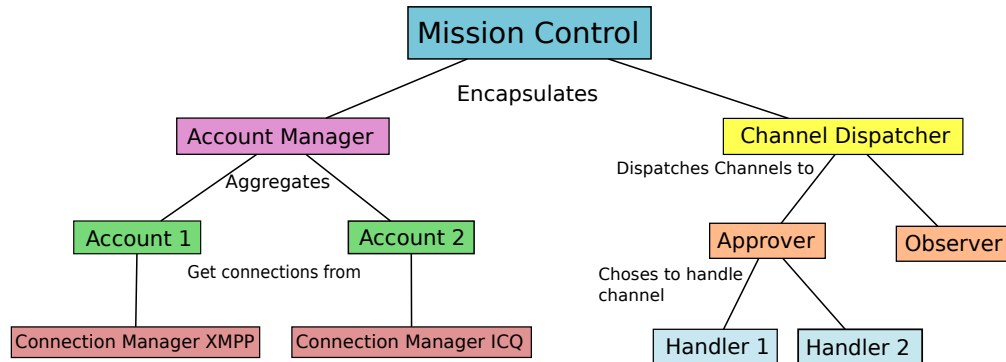 Mission Control
Encapsulates
Account Manager
Channel Dispatcher
Aggregates
Dispatches Channels to
Account 1
Account 2
Approver
Observer
Get connections from
Choses to handle
channel
Connection Manager XMPP
Connection Manager ICQ
Handler 1
Handler 2